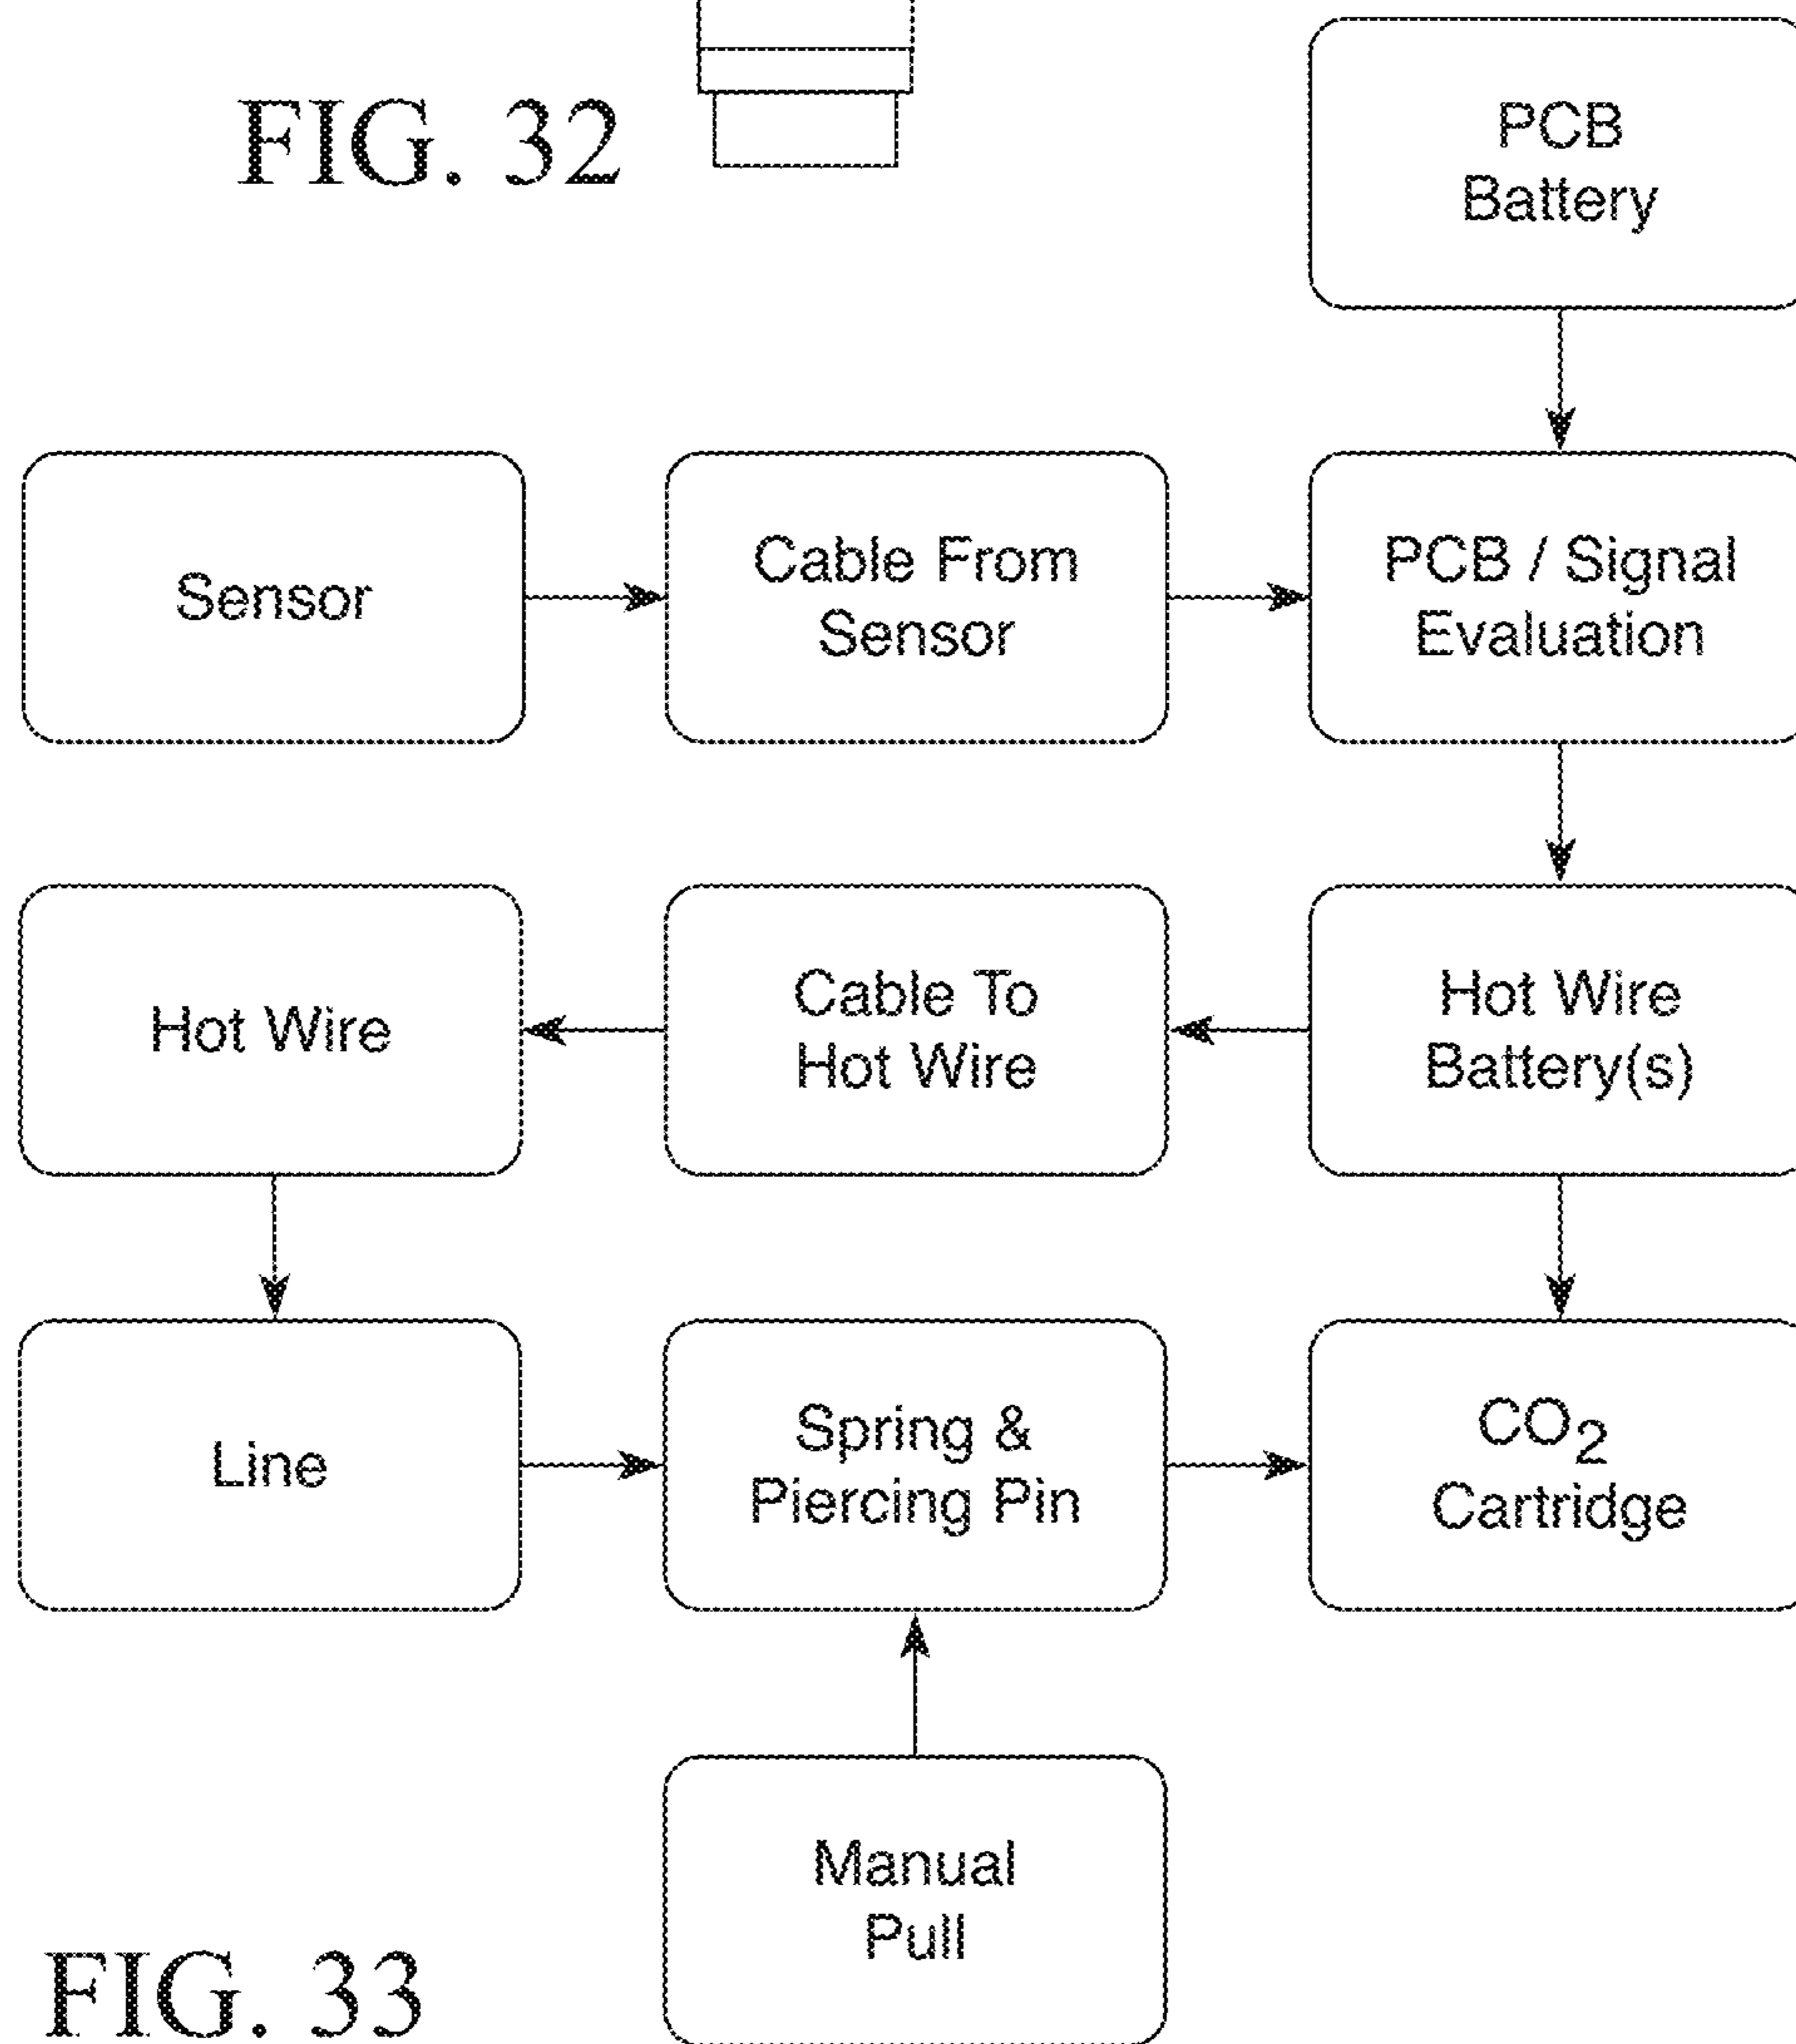 FIG. 32
PCB
Battery
Sensor
Cable From
Sensor
PCB / Signal
Evaluation
Hot Wire
Cable To
Hot Wire
Hot Wire
Battery(s)
Line
Spring &
Piercing Pin
CO₂
Cartridge
Manual
Pull
FIG. 33